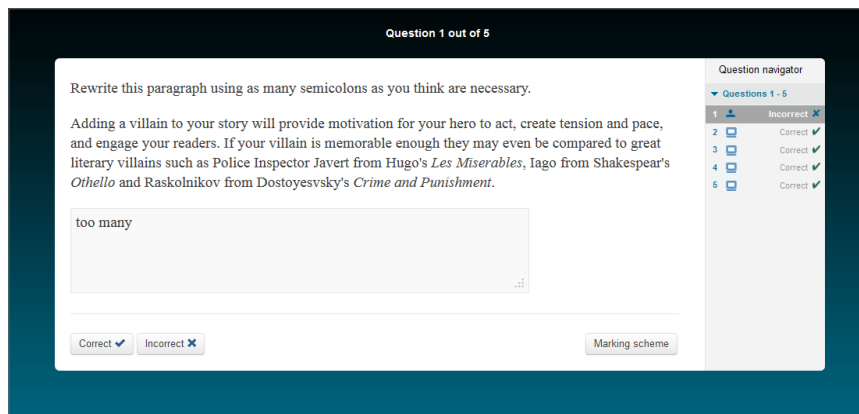 Question 1 out of 5
Rewrite this paragraph using as many semicolons as you think are necessary.
Adding a villain to your story will provide motivation for your hero to act, create tension and pace,
and engage your readers. If your villain is memorable enough they may even be compared to great
literary villains such as Police Inspector Javert from Hugo's Les Miserables, Iago from Shakespear's
Othello and Raskolnikov from Dostoyesvsky's Crime and Punishment.
too many
Correct
Incorrect
Marking scheme
Question navigator
Questions 1 - 5
1 Incorrect
2 Correct
3 Correct
4 Correct
5 Correct